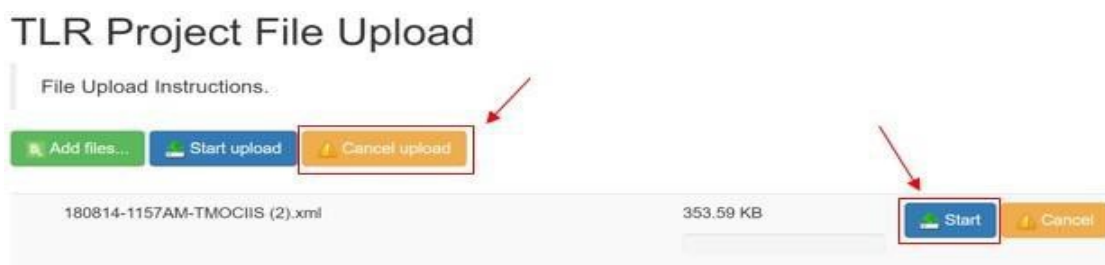 TLR Project File Upload
File Upload Instructions.
Add files... Start upload Cancel upload
180814-1157AM-TMOCIIS (2).xml 353.59 KB Start Cancel